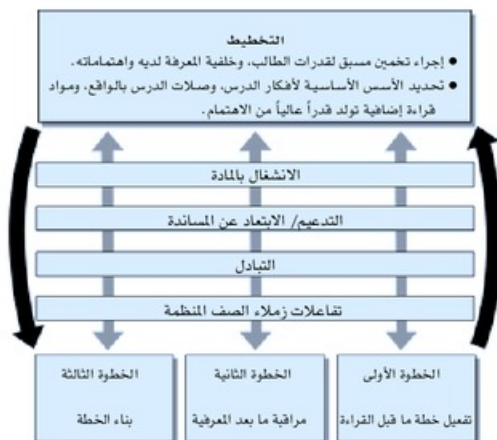 التخطيط
● إجراء تخمين مسبق لقدرات الطالب، وخلفية المعرفة لديه واهتماماته.
● تحديد الأسس الأساسية لأفكار الدرس، وصلات الدرس بالواقع، ومواد
قراءة إضافية تولد قدراً عالياً من الاهتمام.
الانشغال بالمادة
التدعيم/ الابتعاد عن المساندة
التبادل
تفاعلات زملاء الصف المنظمة
الخطوة الأولى
تفعيل خطة ما قبل القراءة
الخطوة الثانية
مراقبة ما بعد المعرفية
الخطوة الثالثة
بناء الخطة